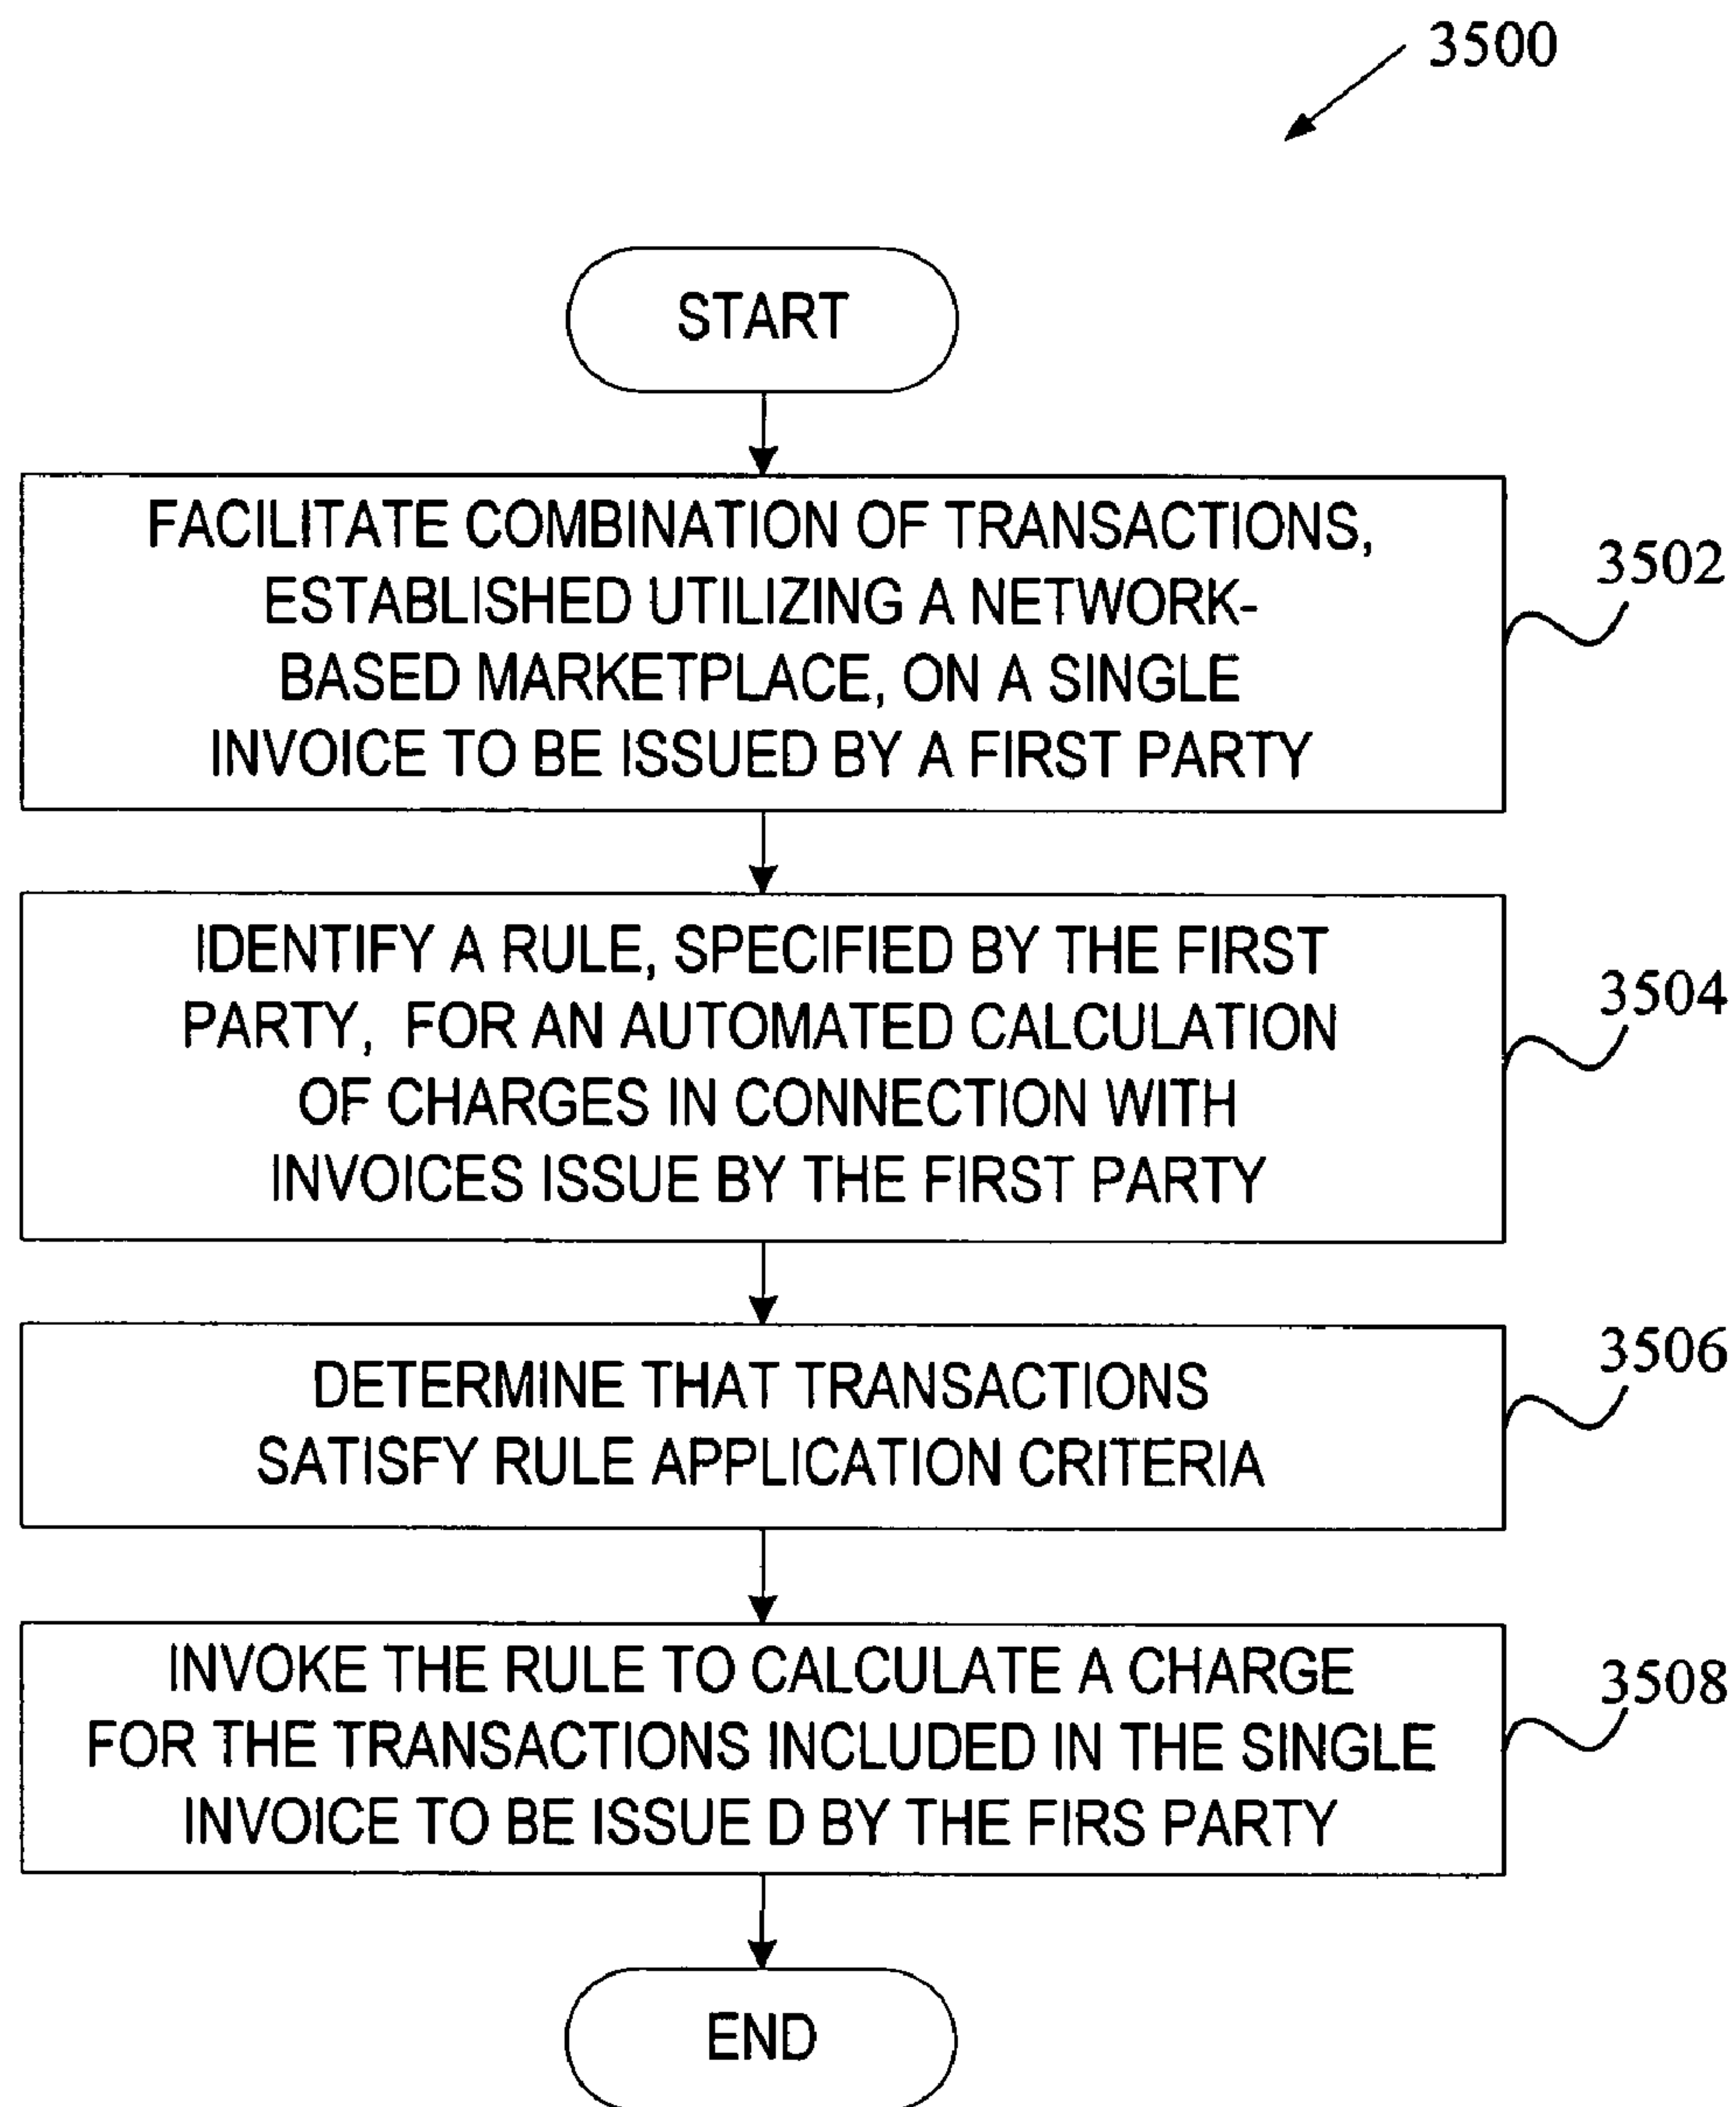 3500
START
FACILITATE COMBINATION OF TRANSACTIONS,
ESTABLISHED UTILIZING A NETWORK-
BASED MARKETPLACE, ON A SINGLE
INVOICE TO BE ISSUED BY A FIRST PARTY
3502
IDENTIFY A RULE, SPECIFIED BY THE FIRST
PARTY, FOR AN AUTOMATED CALCULATION
OF CHARGES IN CONNECTION WITH
INVOICES ISSUE BY THE FIRST PARTY
3504
DETERMINE THAT TRANSACTIONS
SATISFY RULE APPLICATION CRITERIA
3506
INVOKE THE RULE TO CALCULATE A CHARGE
FOR THE TRANSACTIONS INCLUDED IN THE SINGLE
INVOICE TO BE ISSUE D BY THE FIRS PARTY
3508
END